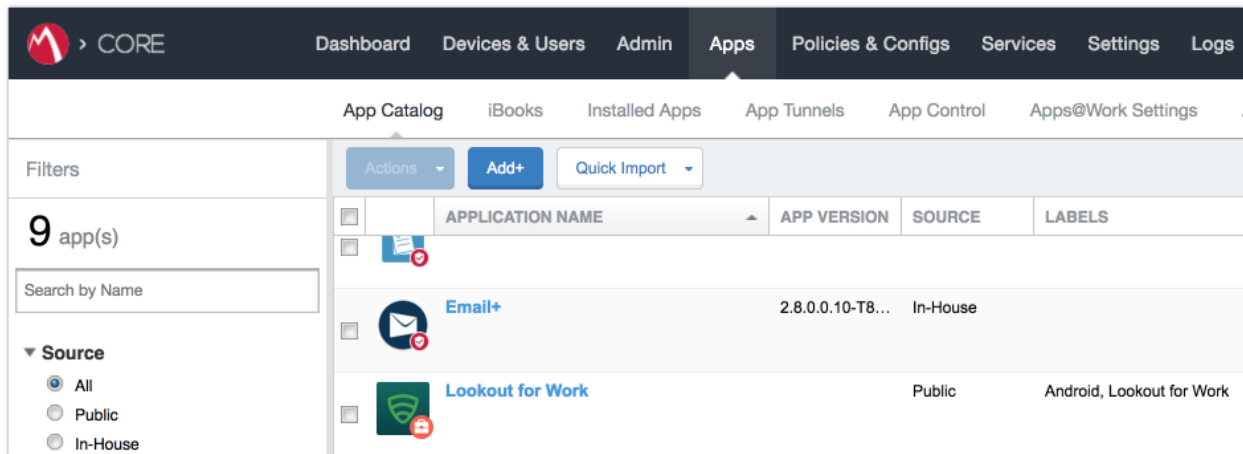 › CORE Dashboard Devices & Users Admin Apps Policies & Configs Services Settings Logs
App Catalog iBooks Installed Apps App Tunnels App Control Apps@Work Settings
Filters
Actions Add+ Quick Import
9 app(s)
APPLICATION NAME APP VERSION SOURCE LABELS
Search by Name
Email+ 2.8.0.0.10-T8... In-House
Source
All
Public
In-House
Lookout for Work Public Android, Lookout for Work